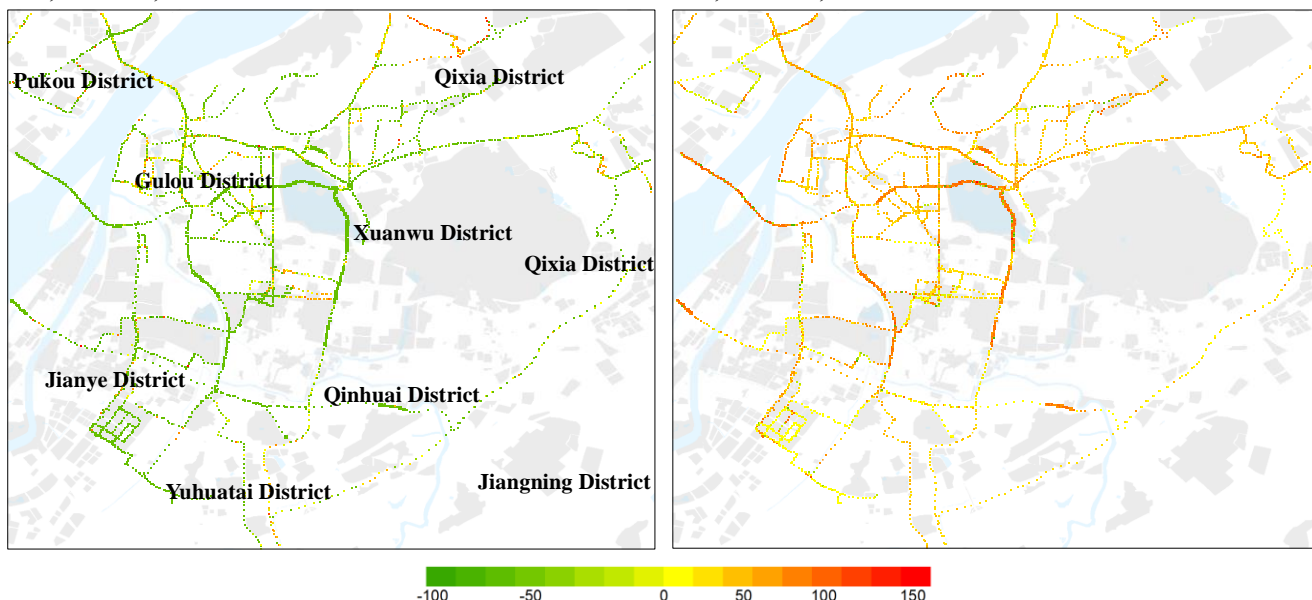 Qixia District
Pukou District
Gulou District
Xuanwu District
Qixia District
Jianye District
Qinhuai District
Jiangning District
Yuhuatai District
-100 -50 0 50 100 150